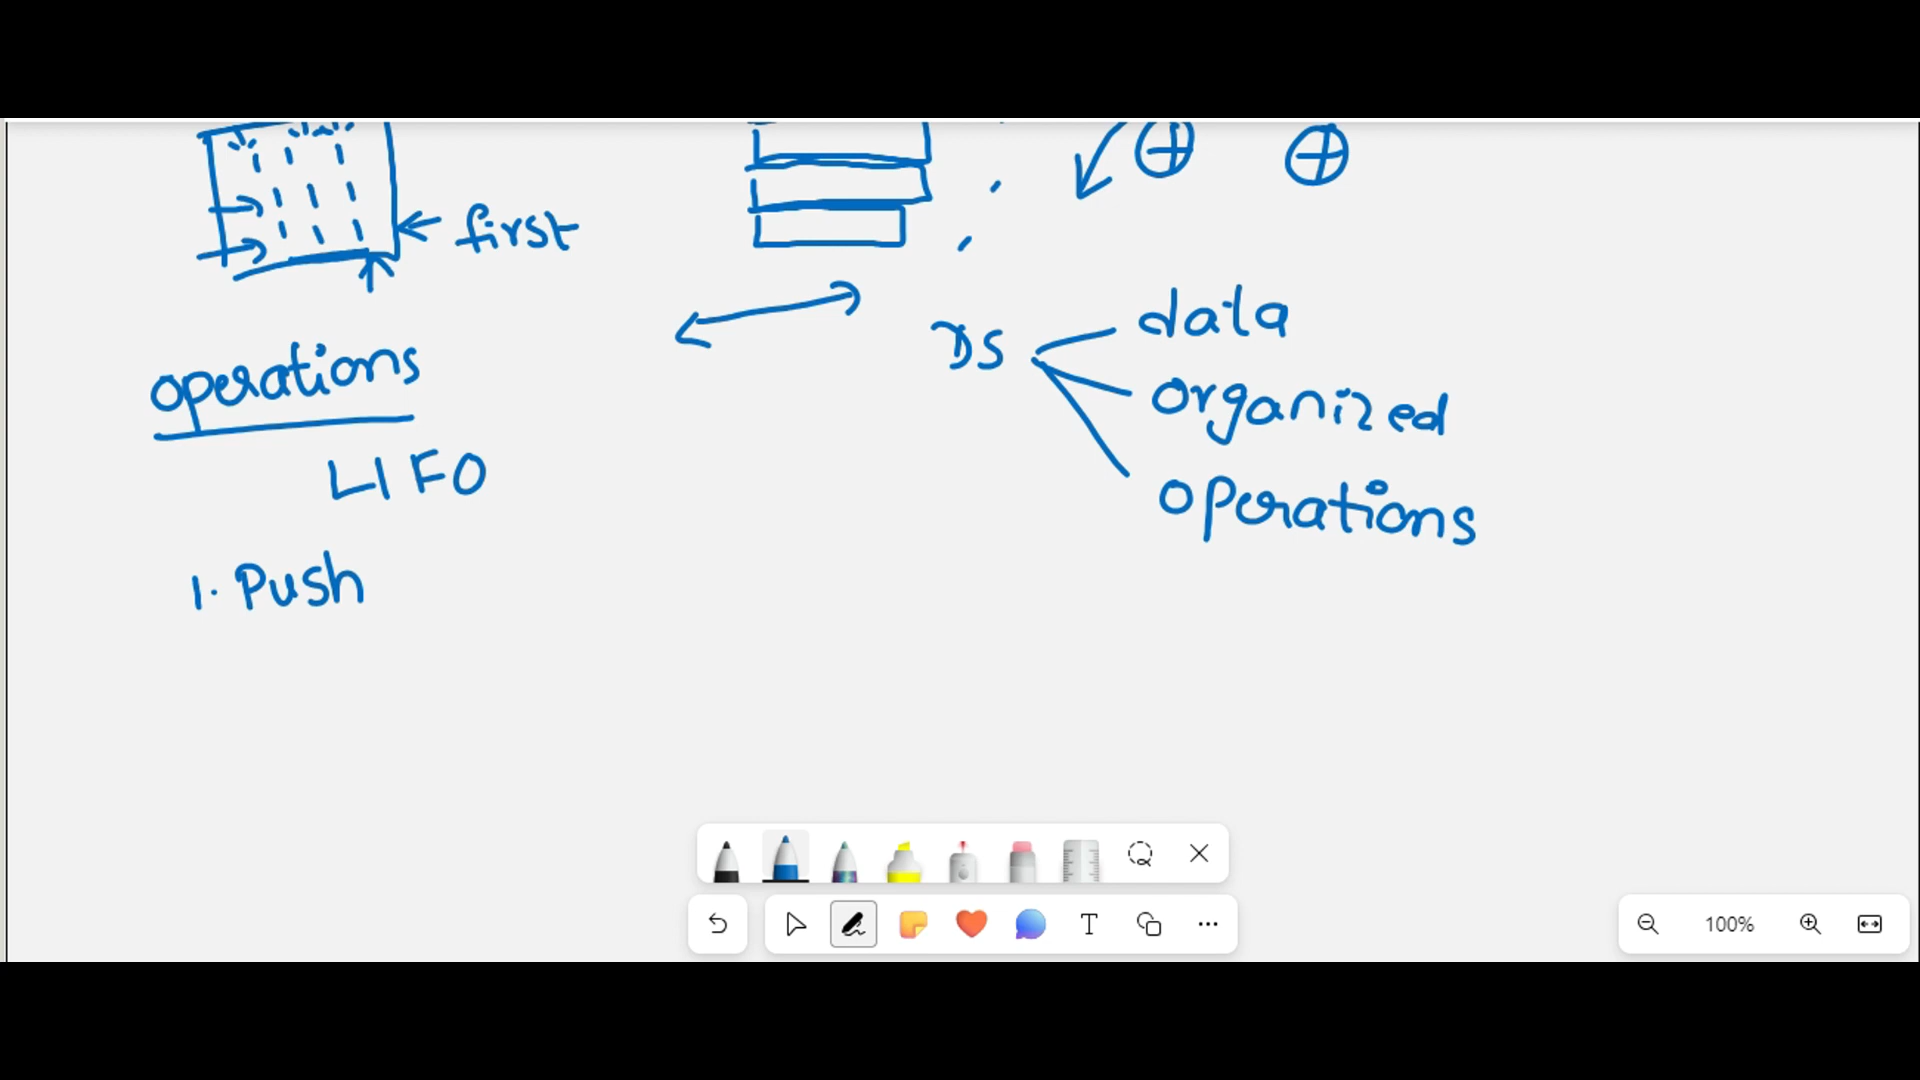 first
DS
data
organized
operations
operations
LIFO
1. Push
T
100%